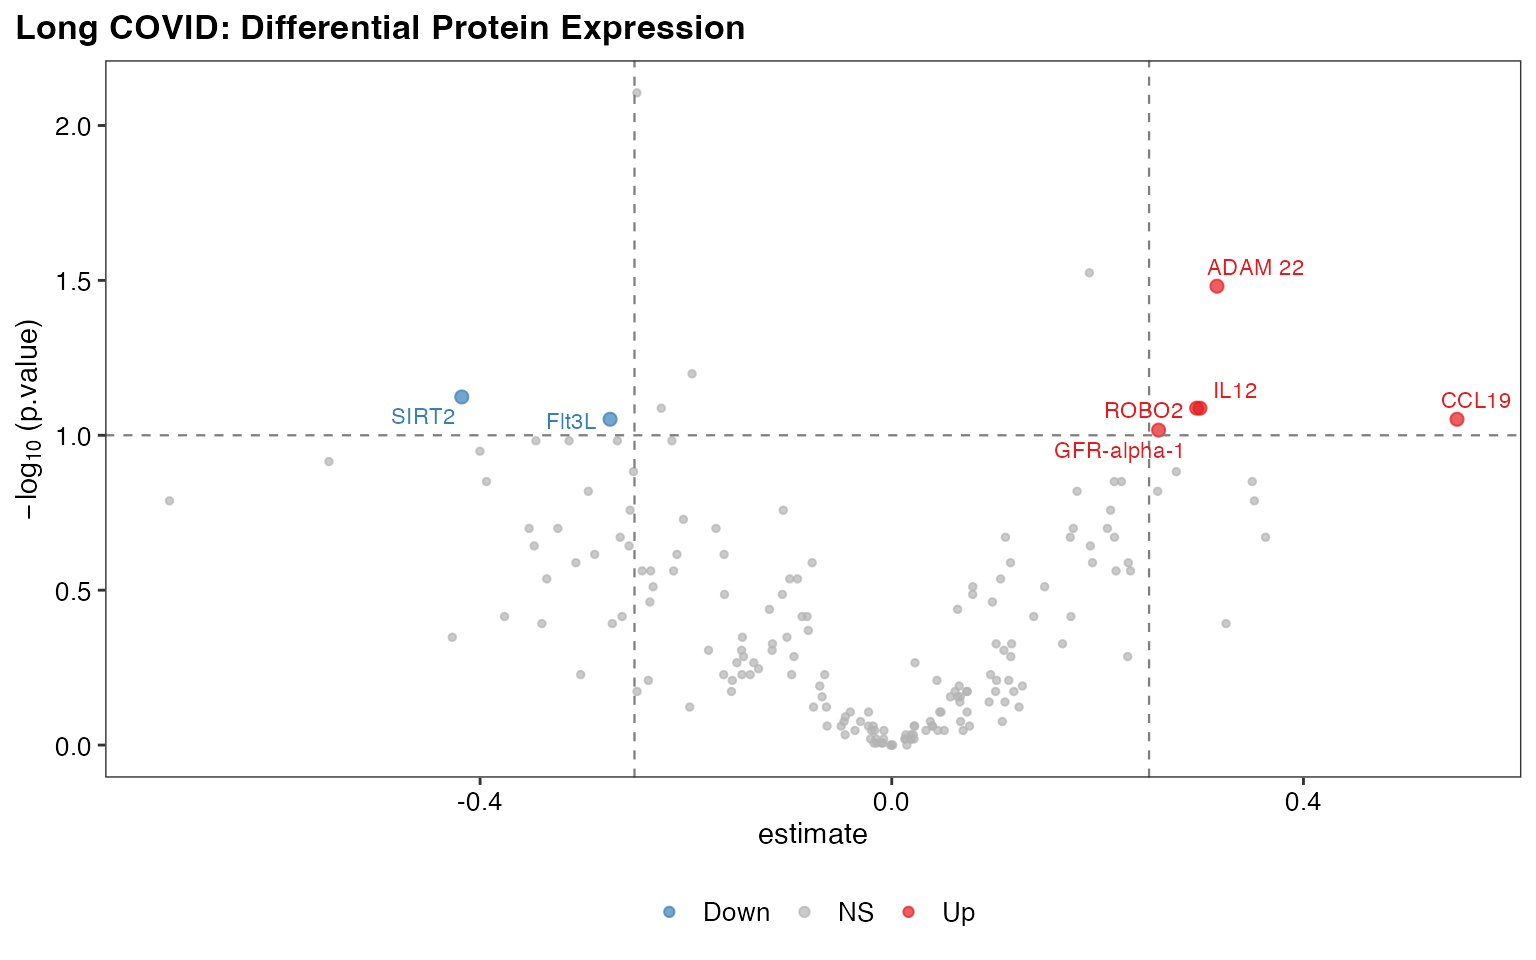 Long COVID: Differential Protein Expression
−log10 (p.value)
2.0
1.5
1.0
0.5
0.0
ADAM 22
IL12
CCL19
ROBO2
SIRT2
Flt3L
GFR-alpha-1
-0.4
0.0
0.4
estimate
Down
NS
Up